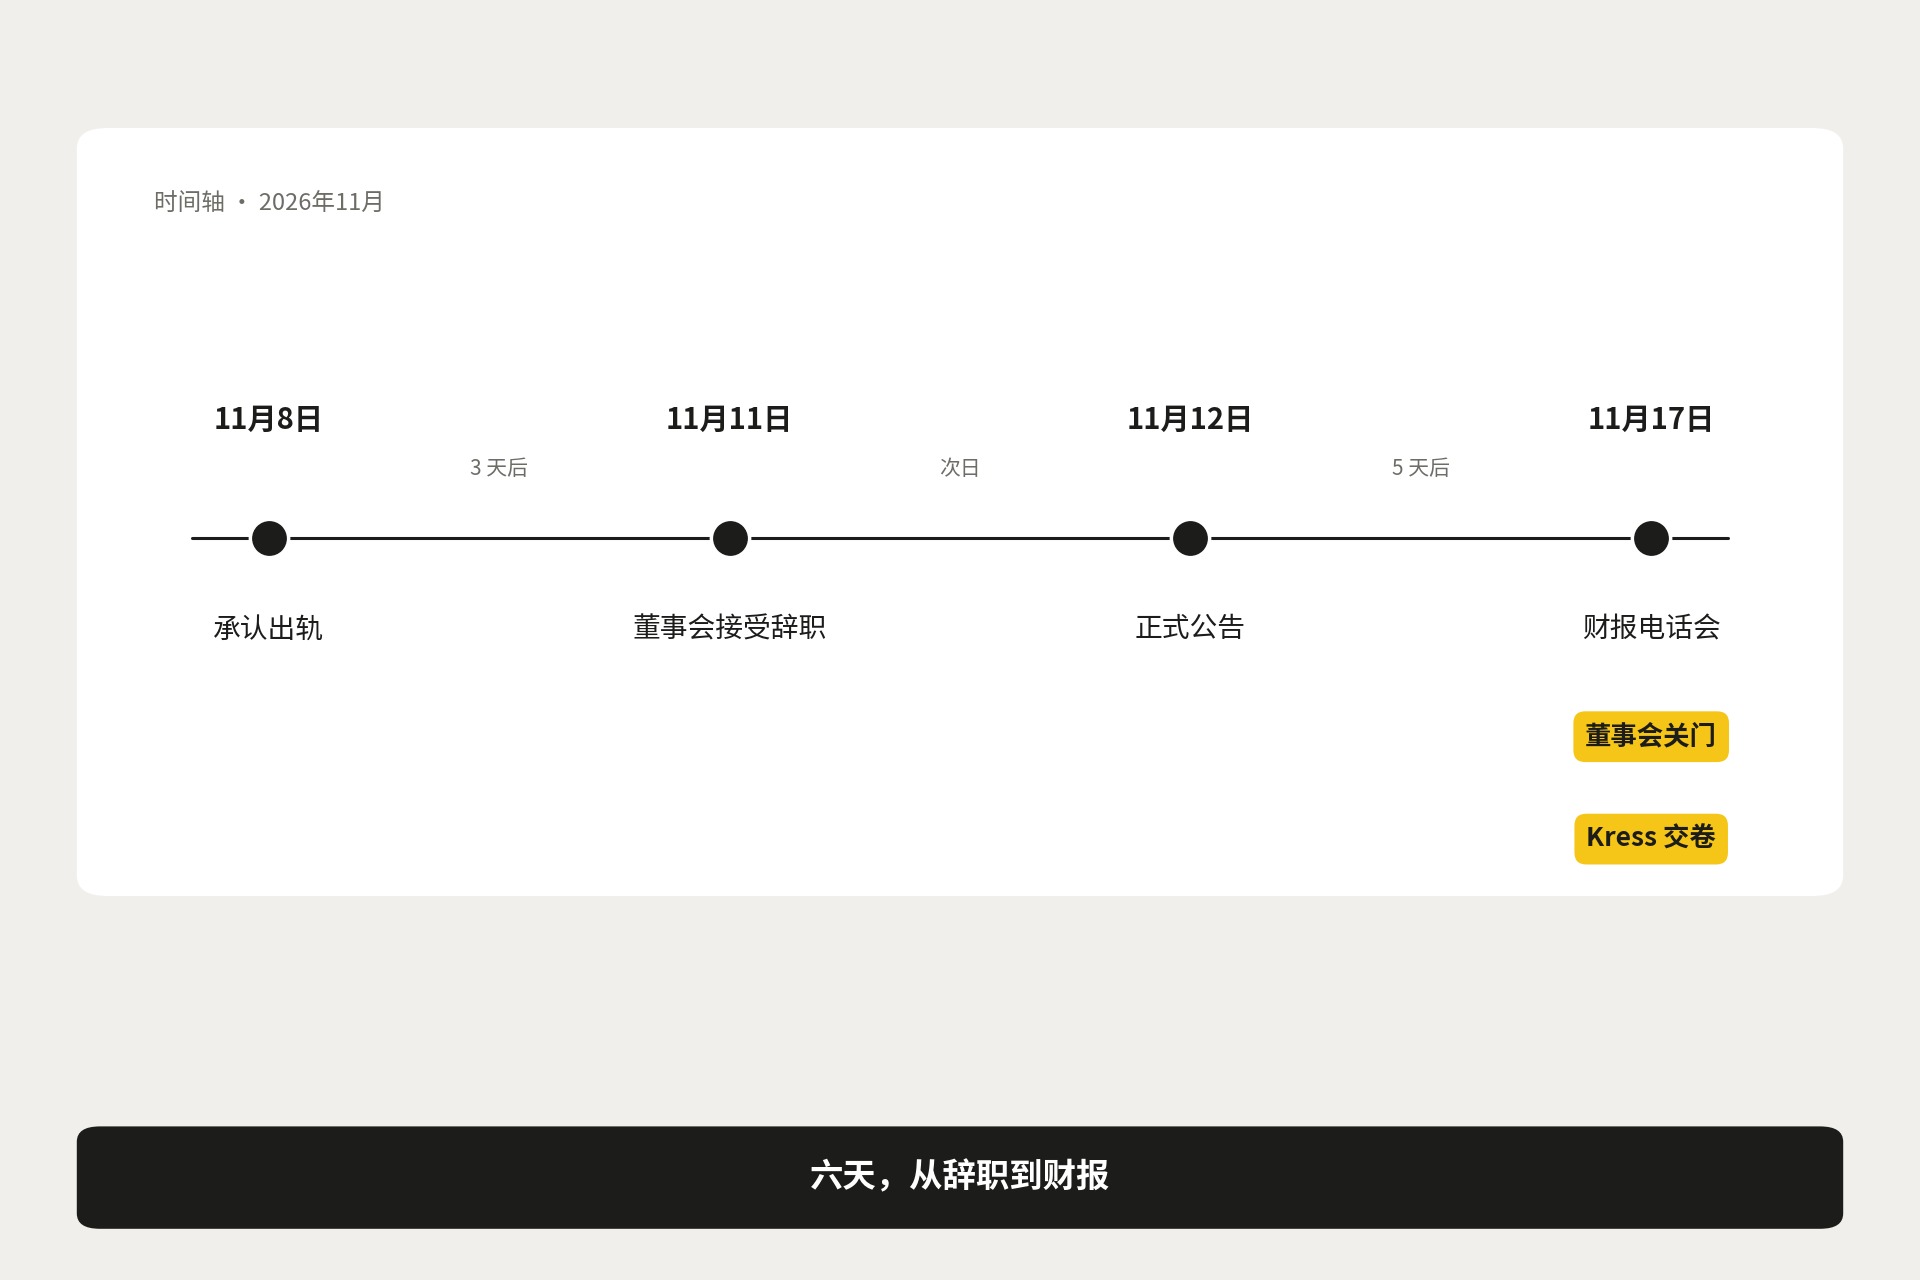 时间轴 · 2026年11月
11月8日
11月11日
11月12日
11月17日
3 天后
次日
5 天后
承认出轨
董事会接受辞职
正式公告
财报电话会
董事会关门
Kress 交卷
六天，从辞职到财报